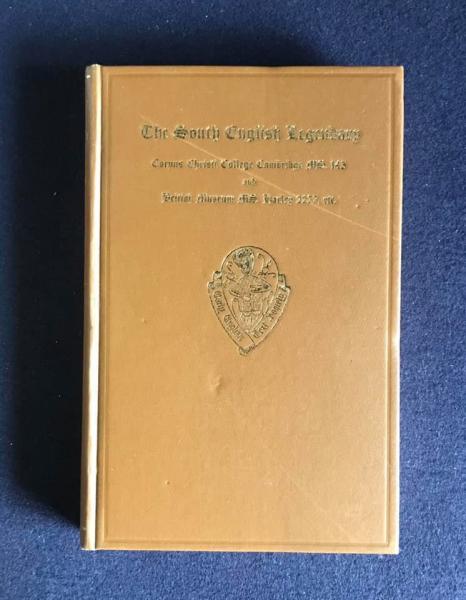 The South English Legendary
Corpus Christi College Cambridge MS. 145
and
British Museum MS. Harley 2277, etc.
Early English Text Society